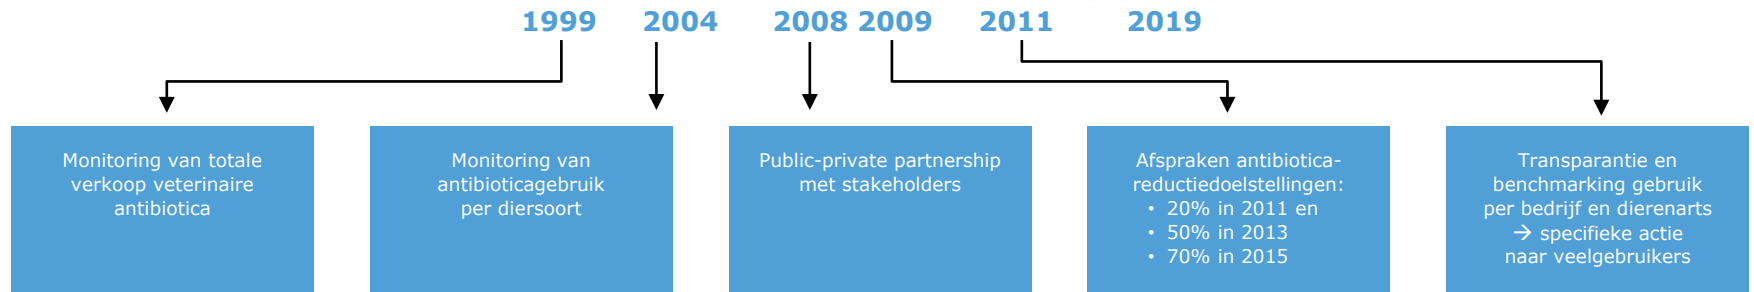 1999 2004 2008 2009 2011 2019
Monitoring van totale
verkoop veterinaire
antibiotica
Monitoring van
antibioticagebruik
per diersoort
Public-private partnership
met stakeholders
Afspraken antibiotica-
reductiedoelstellingen:
• 20% in 2011 en
• 50% in 2013
• 70% in 2015
Transparantie en
benchmarking gebruik
per bedrijf en dierenarts
→ specifieke actie
naar veelgebruikers